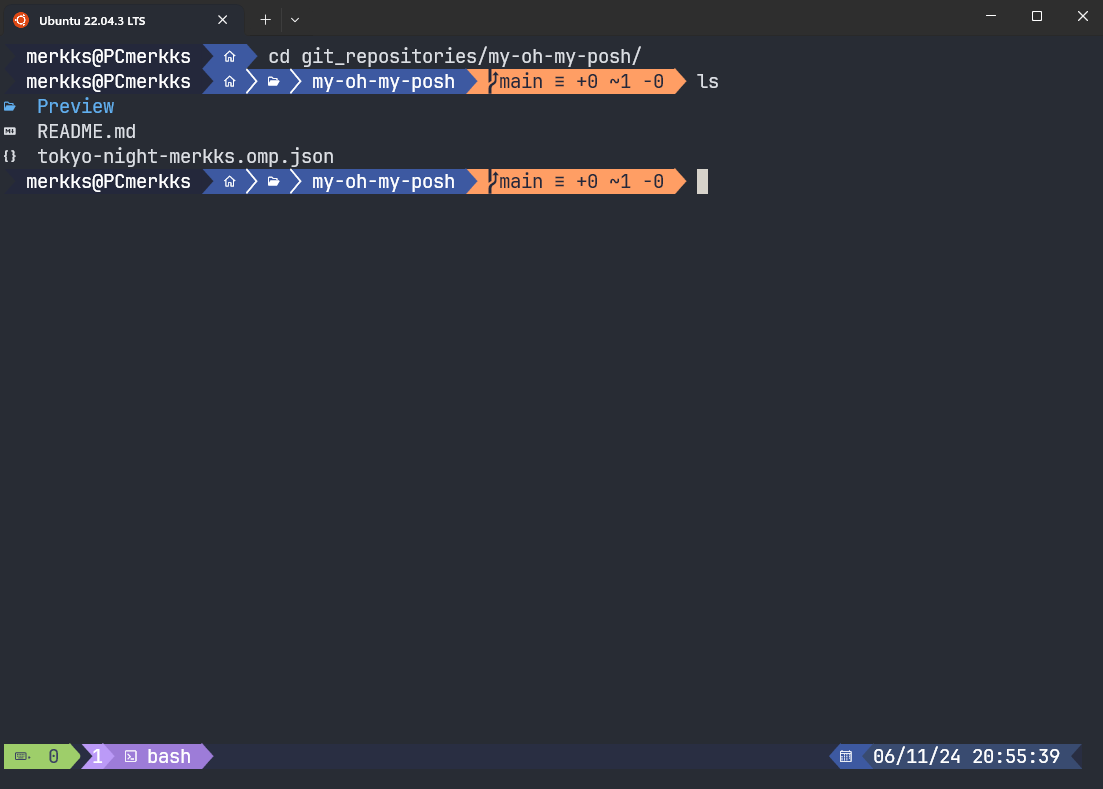 Ubuntu 22.04.3 LTS
merkks@PCmerkks cd git_repositories/my-oh-my-posh/
merkks@PCmerkks my-oh-my-posh main ≡ +0 ~1 -0 ls
Preview
README.md
{} tokyo-night-merkks.omp.json
merkks@PCmerkks my-oh-my-posh main ≡ +0 ~1 -0
0 1 bash 06/11/24 20:55:39